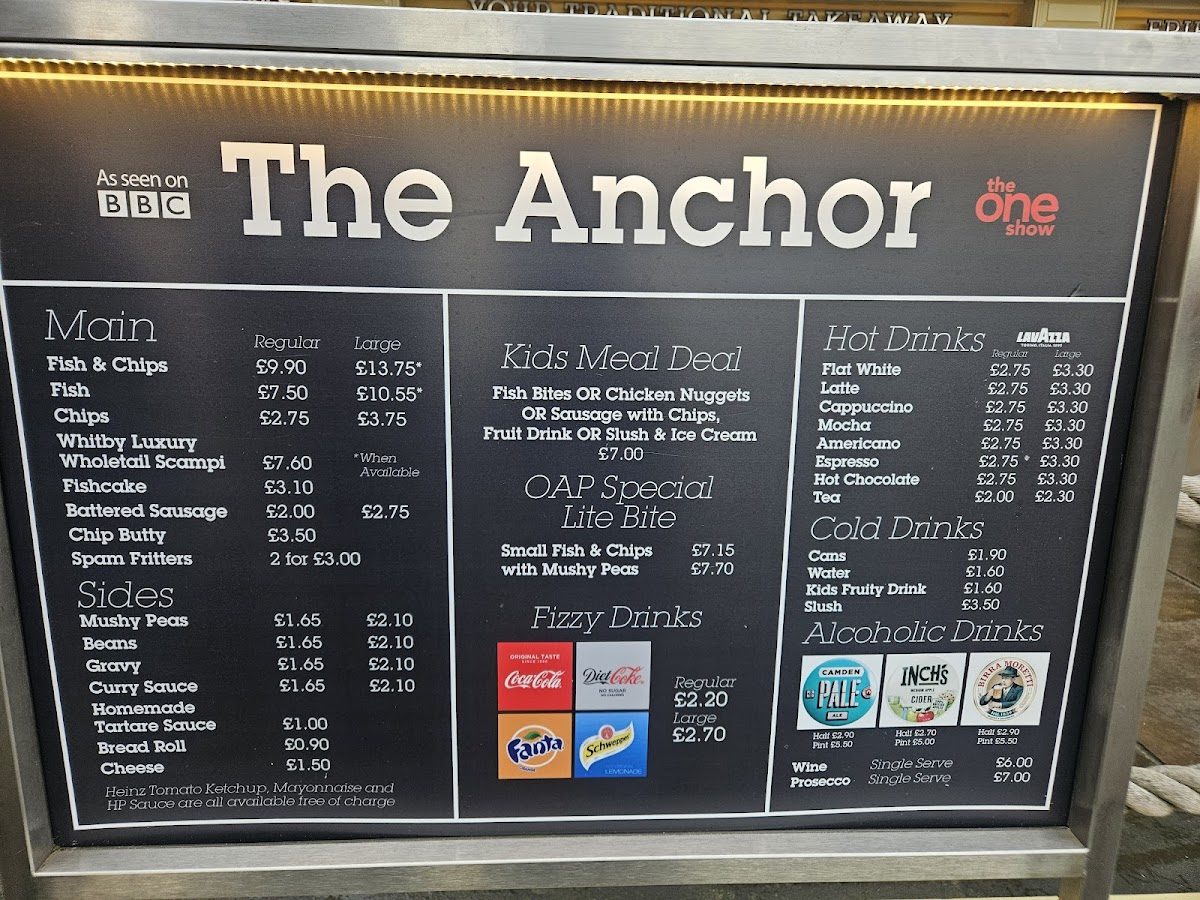 YOUR TRADITIONAL TAKEAWAY
As seen on
BBC
The Anchor
the
one
show
Main
Regular Large
Fish & Chips £9.90 £13.75*
Fish £7.50 £10.55*
Chips £2.75 £3.75
Whitby Luxury
Wholetail Scampi £7.60
*When
Available
Fishcake £3.10
Battered Sausage £2.00 £2.75
Chip Butty £3.50
Spam Fritters 2 for £3.00
Sides
Mushy Peas £1.65 £2.10
Beans £1.65 £2.10
Gravy £1.65 £2.10
Curry Sauce £1.65 £2.10
Homemade
Tartare Sauce £1.00
Bread Roll £0.90
Cheese £1.50
Heinz Tomato Ketchup, Mayonnaise and
HP Sauce are all available free of charge
Kids Meal Deal
Fish Bites OR Chicken Nuggets
OR Sausage with Chips,
Fruit Drink OR Slush & Ice Cream
£7.00
OAP Special
Lite Bite
Small Fish & Chips £7.15
with Mushy Peas £7.70
Fizzy Drinks
ORIGINAL TASTE
Coca-Cola
Diet Coke
NO SUGAR
Fanta
Schweppes
LEMONADE
Regular
£2.20
Large
£2.70
Hot Drinks
LAVAZZA
TORINO, ITALIA, 1895
Regular Large
Flat White £2.75 £3.30
Latte £2.75 £3.30
Cappuccino £2.75 £3.30
Mocha £2.75 £3.30
Americano £2.75 £3.30
Espresso £2.75 £3.30
Hot Chocolate £2.75 £3.30
Tea £2.00 £2.30
Cold Drinks
Cans £1.90
Water £1.60
Kids Fruity Drink £1.60
Slush £3.50
Alcoholic Drinks
CAMDEN
PALE
ALE
Half £2.90
Pint £5.50
INCH'S
MEDIUM APPLE
CIDER
Half £2.70
Pint £5.00
BIRRA MORETTI
Half £2.90
Pint £5.50
Wine Single Serve £6.00
Prosecco Single Serve £7.00